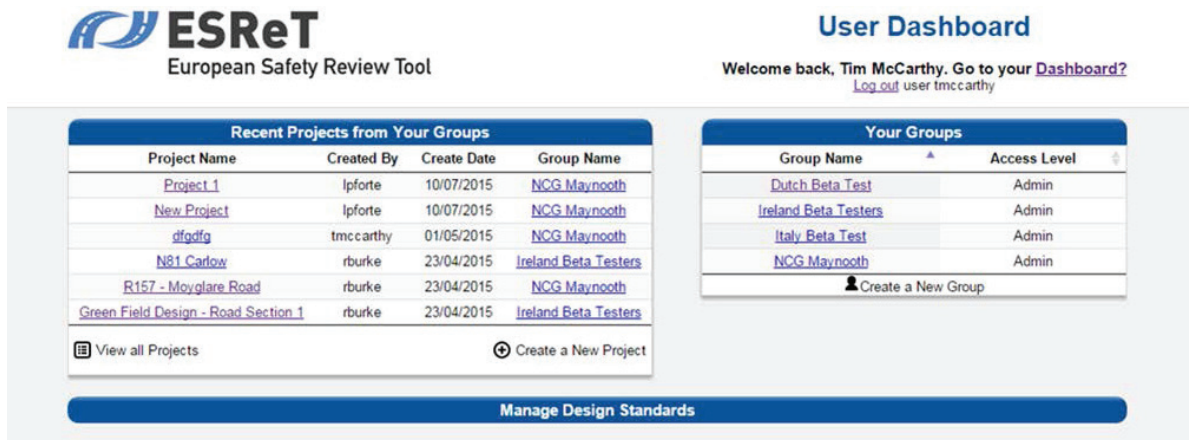 ESReT
European Safety Review Tool
User Dashboard
Welcome back, Tim McCarthy. Go to your Dashboard?
Log out user tmccarthy
Recent Projects from Your Groups
Project Name Created By Create Date Group Name
Project 1 lpforte 10/07/2015 NCG Maynooth
New Project lpforte 10/07/2015 NCG Maynooth
dfgdfg tmccarthy 01/05/2015 NCG Maynooth
N81 Carlow rburke 23/04/2015 Ireland Beta Testers
R157 - Moyglare Road rburke 23/04/2015 NCG Maynooth
Green Field Design - Road Section 1 rburke 23/04/2015 Ireland Beta Testers
View all Projects Create a New Project
Your Groups
Group Name Access Level
Dutch Beta Test Admin
Ireland Beta Testers Admin
Italy Beta Test Admin
NCG Maynooth Admin
Create a New Group
Manage Design Standards